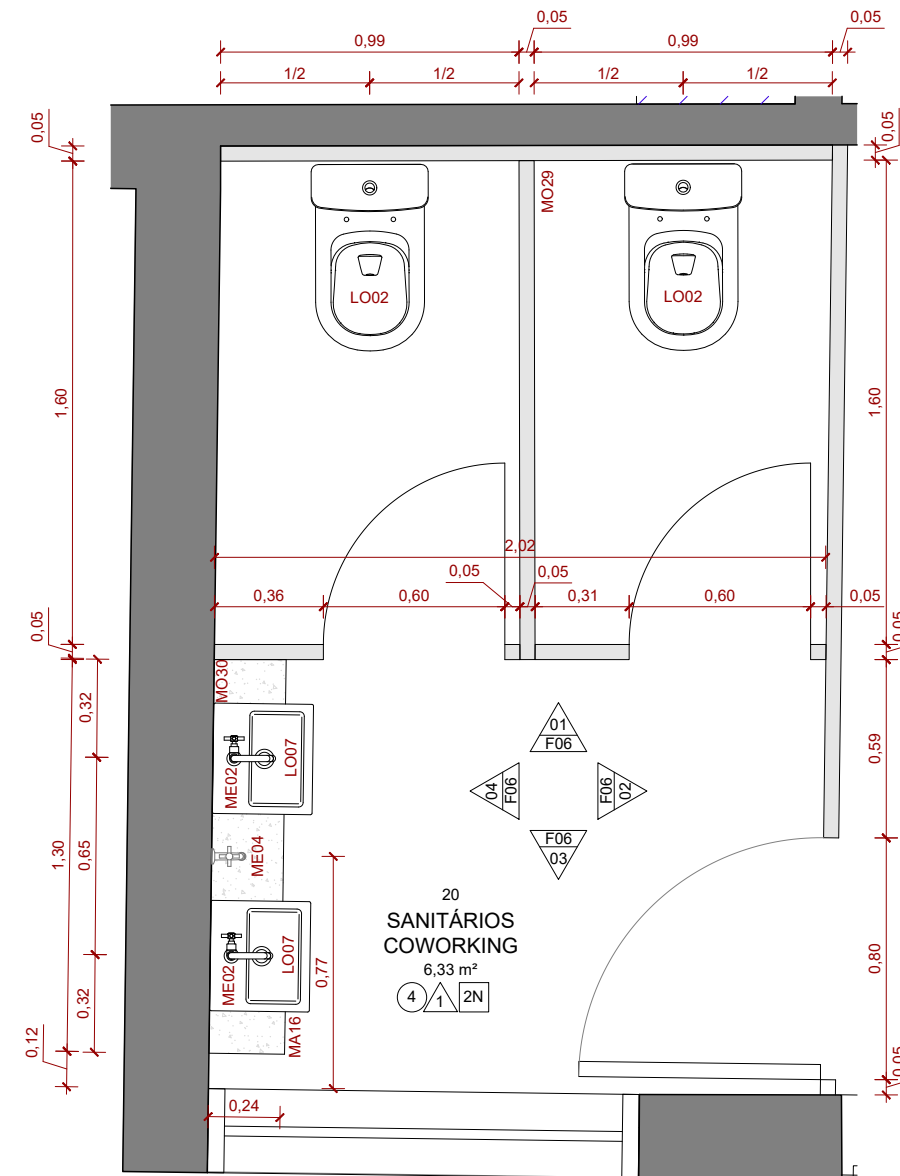 0,05
0,05
0,99
0,99
1/2
1/2
1/2
1/2
0,05
0,05
MO29
LO02
LO02
1,60
1,60
2,02
0,05
0,05
0,36
0,60
0,31
0,60
0,05
0,05
0,05
MO30
0,32
01
F06
0,59
LO07
ME02
04
F06
F06
02
F06
03
ME04
1,30
0,65
0,77
20
SANITÁRIOS
COWORKING
6,33 m²
4
1
2N
LO07
ME02
0,80
0,32
MA16
0,12
0,05
0,24